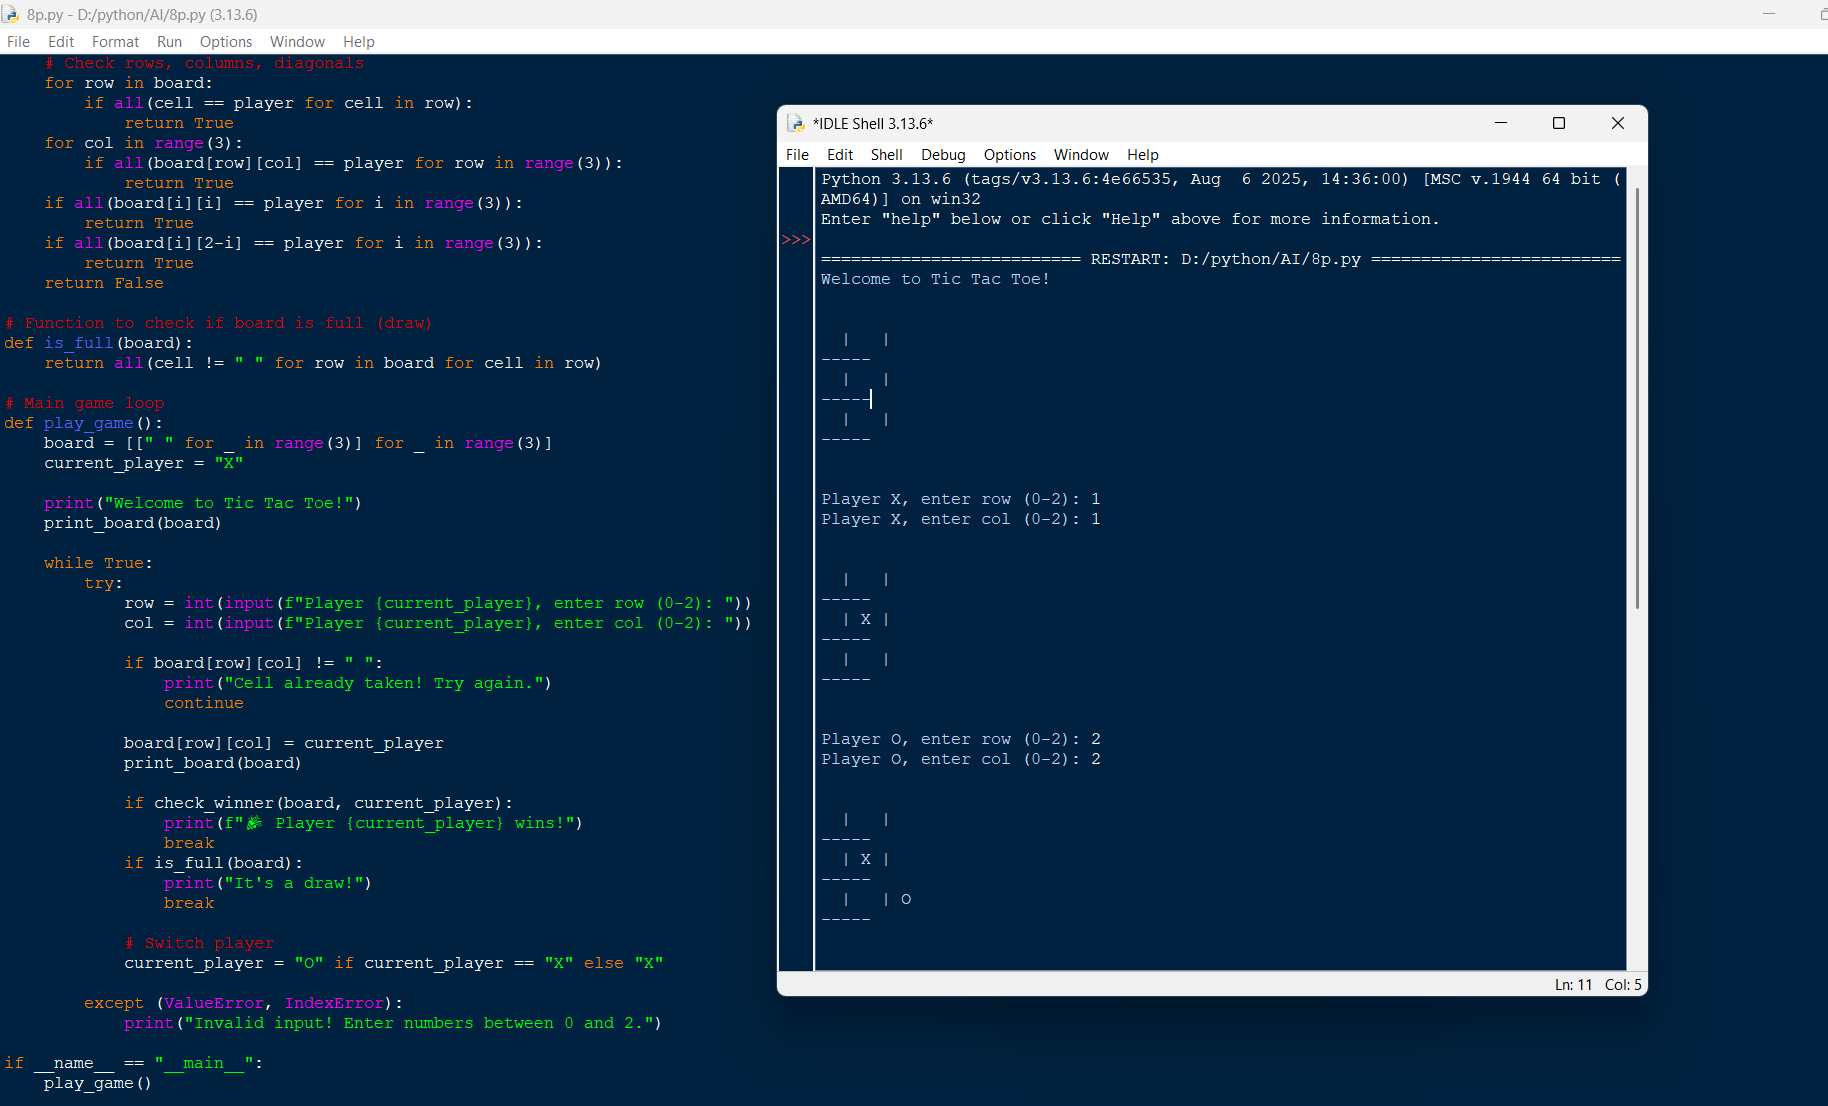 8p.py - D:/python/AI/8p.py (3.13.6)
File Edit Format Run Options Window Help
    # Check rows, columns, diagonals
    for row in board:
        if all(cell == player for cell in row):
            return True
    for col in range(3):
        if all(board[row][col] == player for row in range(3)):
            return True
    if all(board[i][i] == player for i in range(3)):
        return True
    if all(board[i][2-i] == player for i in range(3)):
        return True
    return False
# Function to check if board is full (draw)
def is_full(board):
    return all(cell != " " for row in board for cell in row)
# Main game loop
def play_game():
    board = [[" " for _ in range(3)] for _ in range(3)]
    current_player = "X"
    print("Welcome to Tic Tac Toe!")
    print_board(board)
    while True:
        try:
            row = int(input(f"Player {current_player}, enter row (0-2): "))
            col = int(input(f"Player {current_player}, enter col (0-2): "))
            if board[row][col] != " ":
                print("Cell already taken! Try again.")
                continue
            board[row][col] = current_player
            print_board(board)
            if check_winner(board, current_player):
                print(f"🎉 Player {current_player} wins!")
                break
            if is_full(board):
                print("It's a draw!")
                break
            # Switch player
            current_player = "O" if current_player == "X" else "X"
        except (ValueError, IndexError):
            print("Invalid input! Enter numbers between 0 and 2.")
if __name__ == "__main__":
    play_game()
*IDLE Shell 3.13.6*
File Edit Shell Debug Options Window Help
Python 3.13.6 (tags/v3.13.6:4e66535, Aug  6 2025, 14:36:00) [MSC v.1944 64 bit (
AMD64)] on win32
Enter "help" below or click "Help" above for more information.
>>>
========================== RESTART: D:/python/AI/8p.py =========================
Welcome to Tic Tac Toe!
  |   |
-----
  |   |
-----
  |   |
-----
Player X, enter row (0-2): 1
Player X, enter col (0-2): 1
  |   |
-----
  | X |
-----
  |   |
-----
Player O, enter row (0-2): 2
Player O, enter col (0-2): 2
  |   |
-----
  | X |
-----
  |   | O
-----
Ln: 11 Col: 5